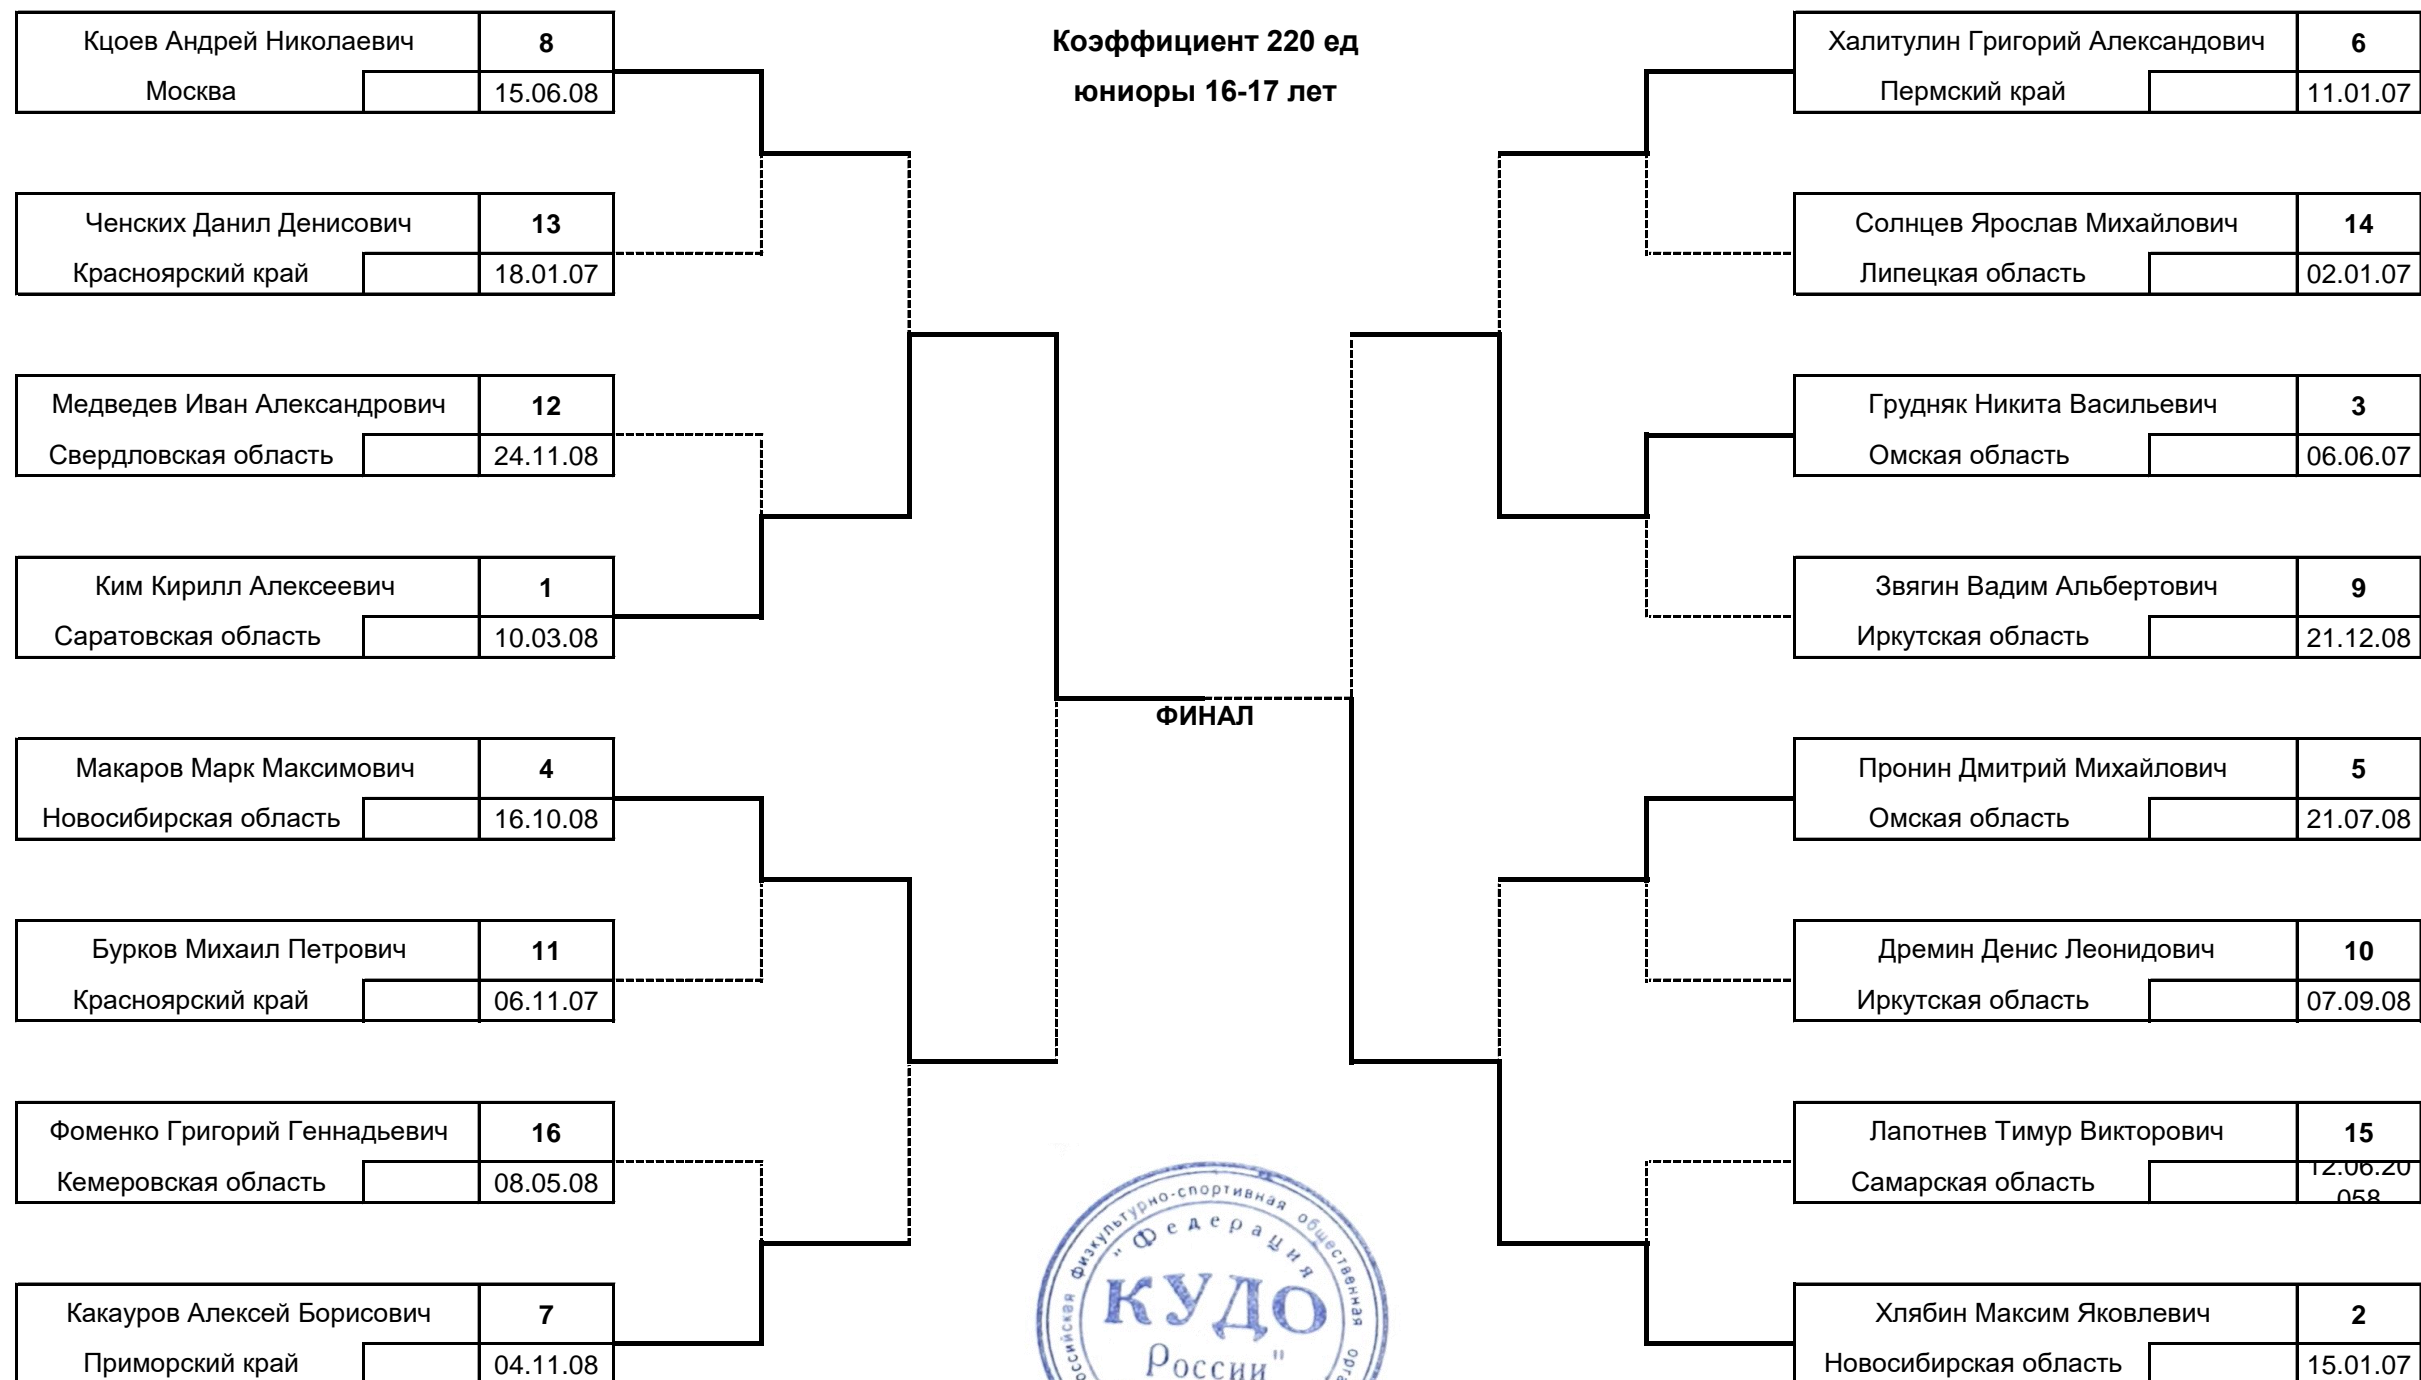 Коэффициент 220 ед
юниоры 16-17 лет
Кцоев Андрей Николаевич 8
Москва 15.06.08
Ченских Данил Денисович 13
Красноярский край 18.01.07
Медведев Иван Александрович 12
Свердловская область 24.11.08
Ким Кирилл Алексеевич 1
Саратовская область 10.03.08
Макаров Марк Максимович 4
Новосибирская область 16.10.08
Бурков Михаил Петрович 11
Красноярский край 06.11.07
Фоменко Григорий Геннадьевич 16
Кемеровская область 08.05.08
Какауров Алексей Борисович 7
Приморский край 04.11.08
ФИНАЛ
Халитулин Григорий Александович 6
Пермский край 11.01.07
Солнцев Ярослав Михайлович 14
Липецкая область 02.01.07
Грудняк Никита Васильевич 3
Омская область 06.06.07
Звягин Вадим Альбертович 9
Иркутская область 21.12.08
Пронин Дмитрий Михайлович 5
Омская область 21.07.08
Дремин Денис Леонидович 10
Иркутская область 07.09.08
Лапотнев Тимур Викторович 15
Самарская область 12.06.20
058
Хлябин Максим Яковлевич 2
Новосибирская область 15.01.07
физкультурно-спортивная общественная
"Федерация
КУДО
России"